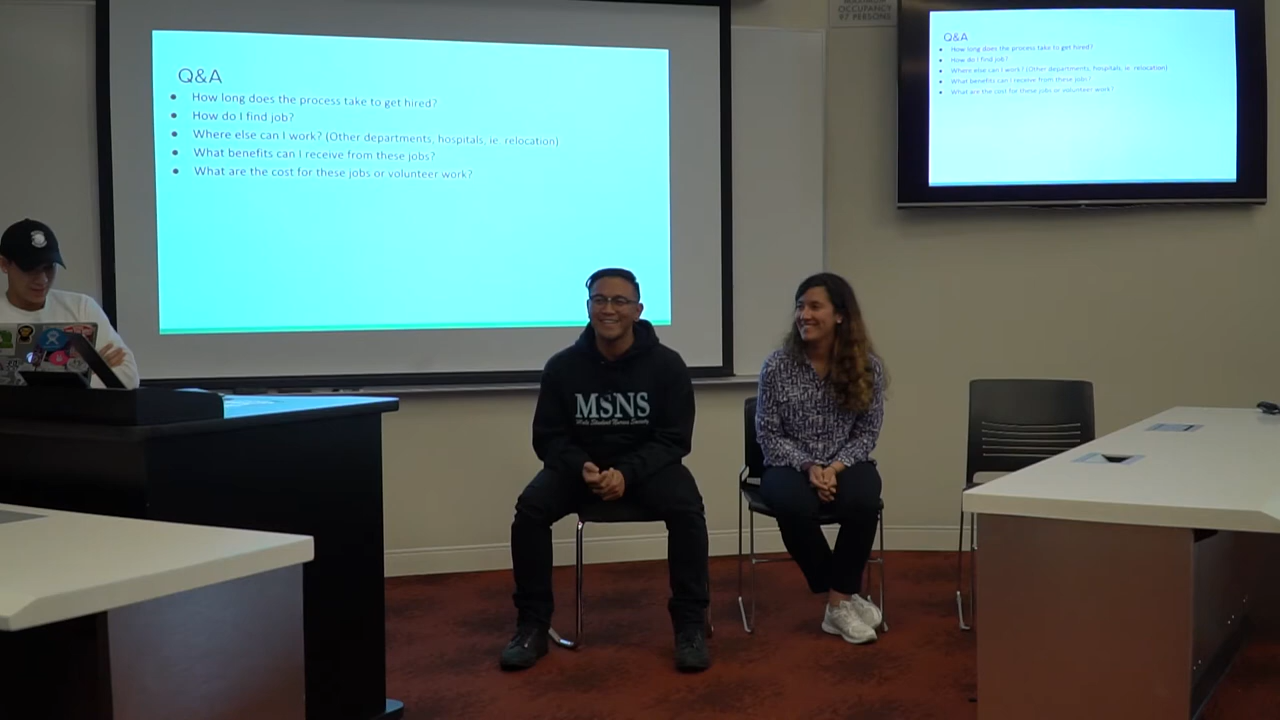 Q&A
How long does the process take to get hired?
How do I find job?
Where else can I work? (Other departments, hospitals, ie. relocation)
What benefits can I receive from these jobs?
What are the cost for these jobs or volunteer work?
OCCUPANCY
97 PERSONS
Q&A
How long does the process take to get hired?
How do I find job?
Where else can I work? (Other departments, hospitals, ie. relocation)
What benefits can I receive from these jobs?
What are the cost for these jobs or volunteer work?
MSNS
Male Student Nurses Society